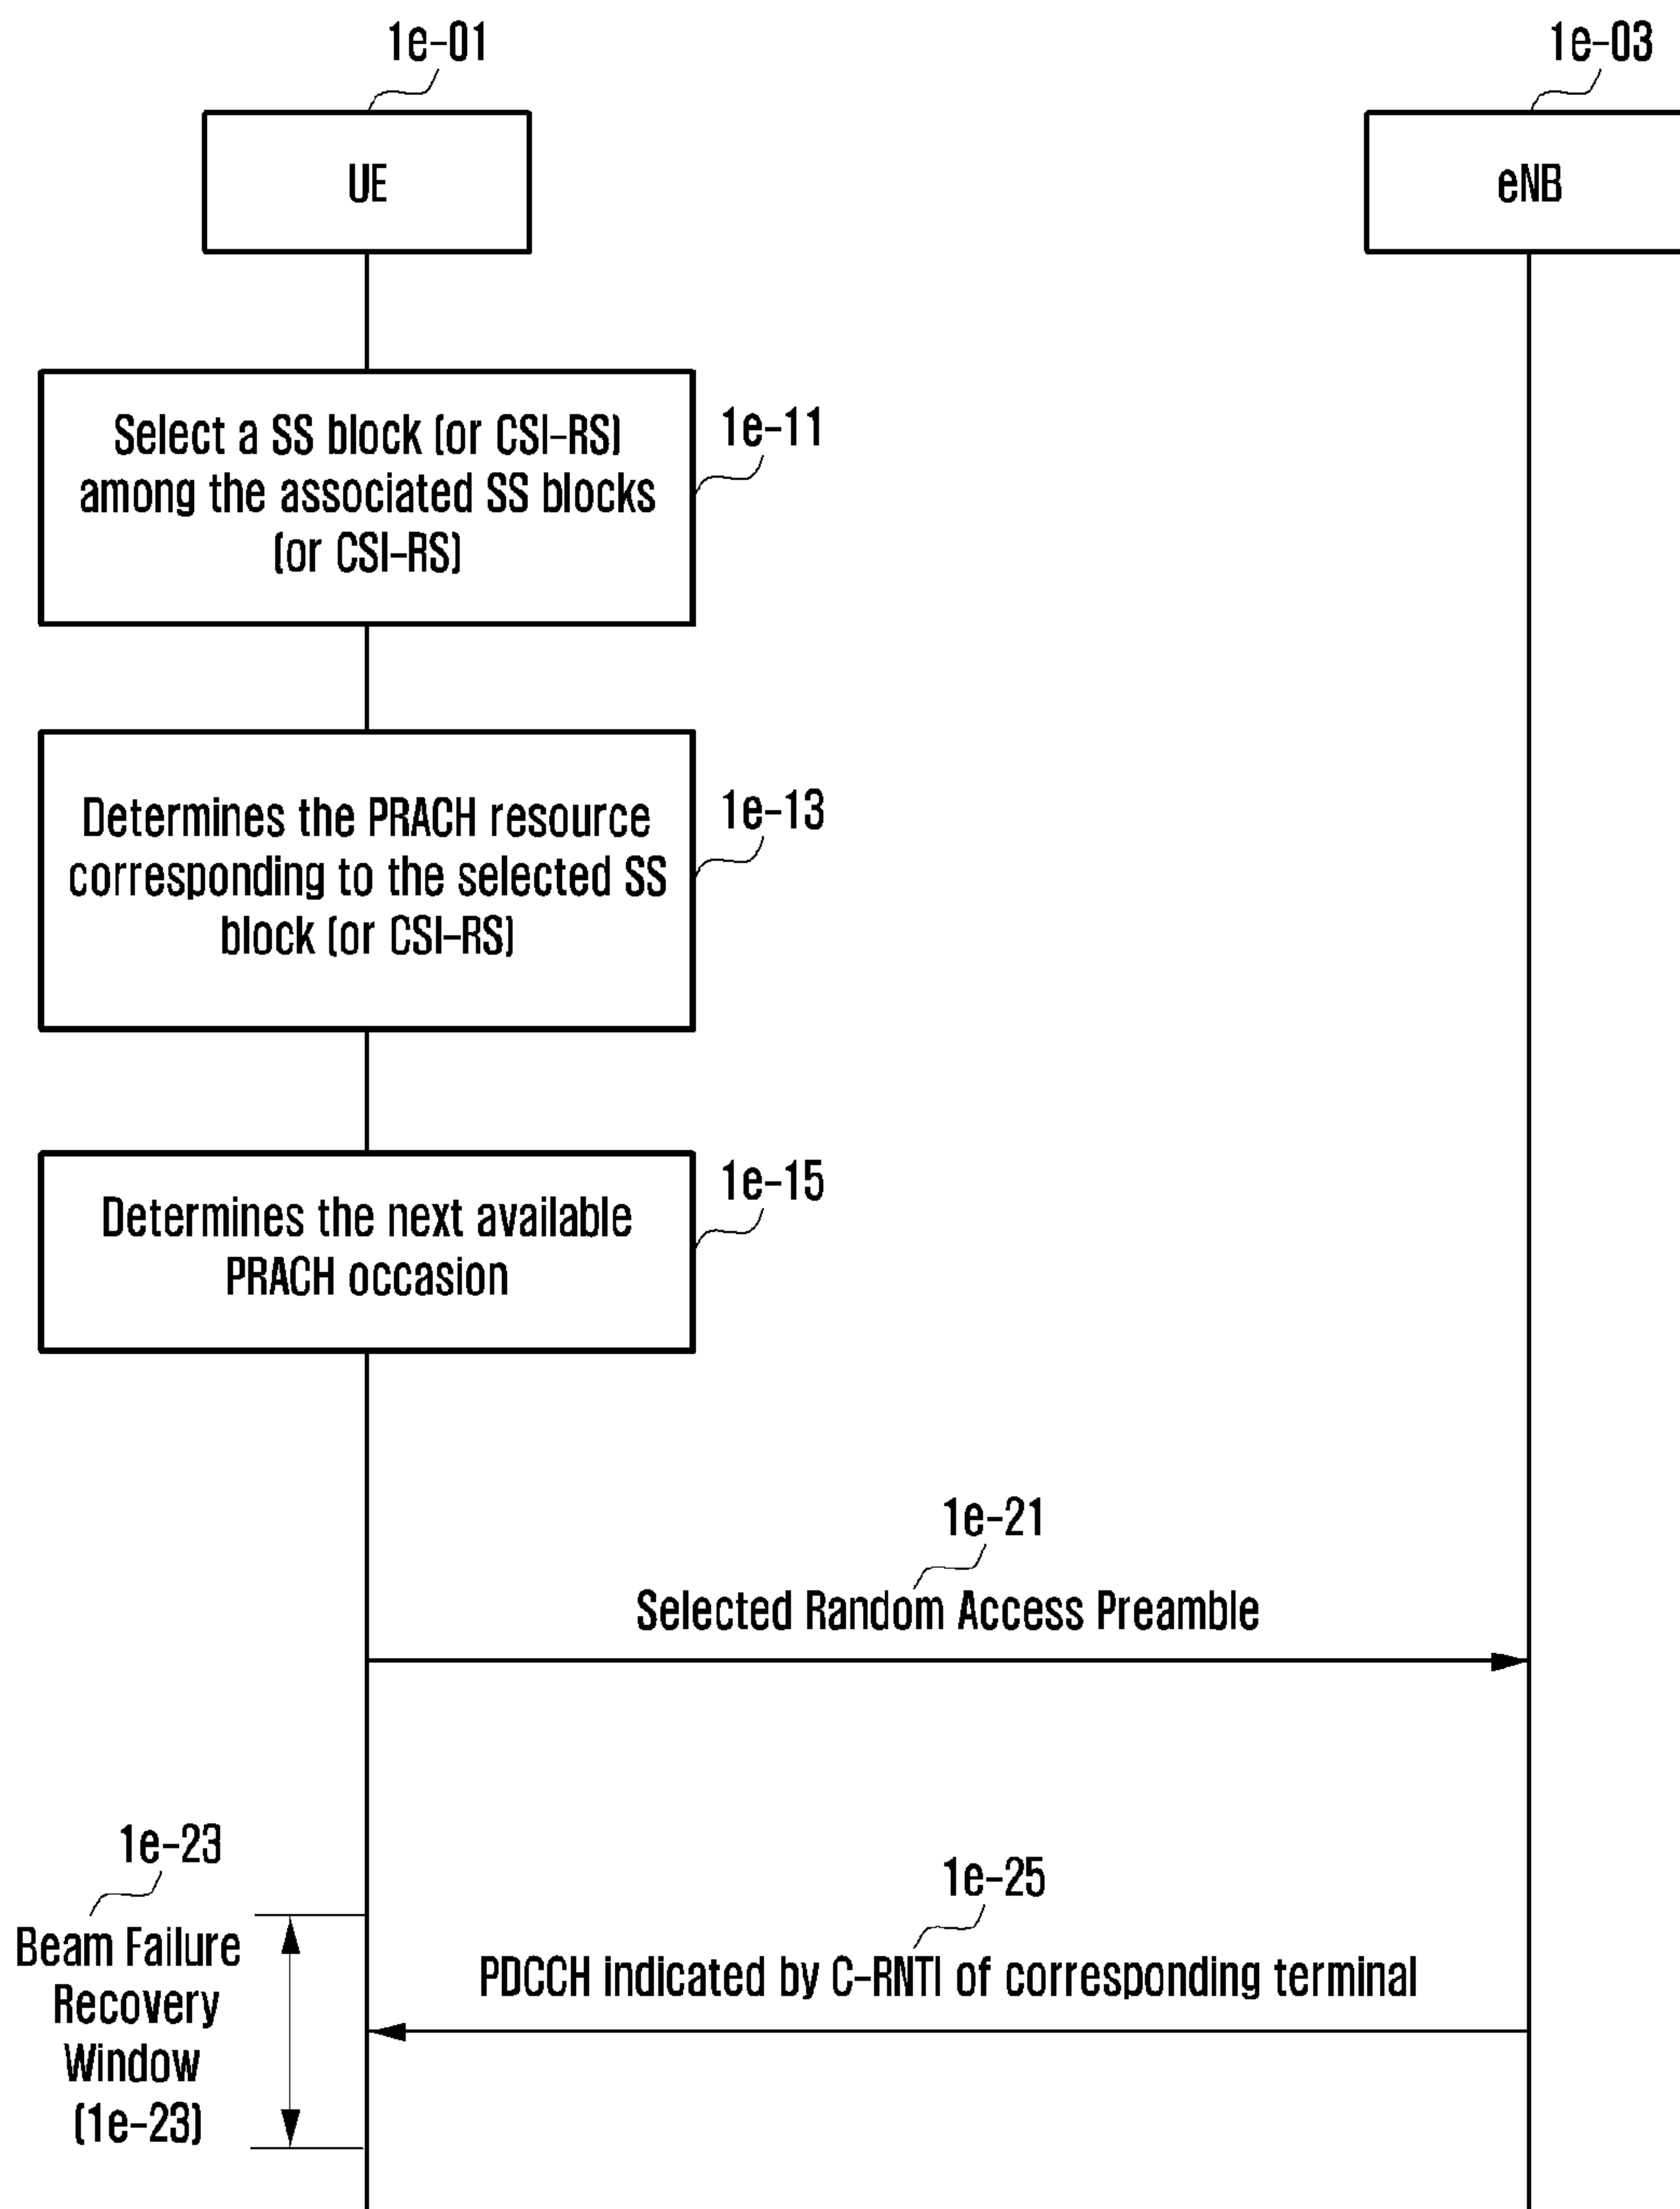 1e-01
1e-03
UE
eNB
Select a SS block (or CSI-RS)
among the associated SS blocks
(or CSI-RS)
1e-11
Determines the PRACH resource
corresponding to the selected SS
block (or CSI-RS)
1e-13
Determines the next available
PRACH occasion
1e-15
1e-21
Selected Random Access Preamble
1e-23
Beam Failure
Recovery
Window
(1e-23)
1e-25
PDCCH indicated by C-RNTI of corresponding terminal